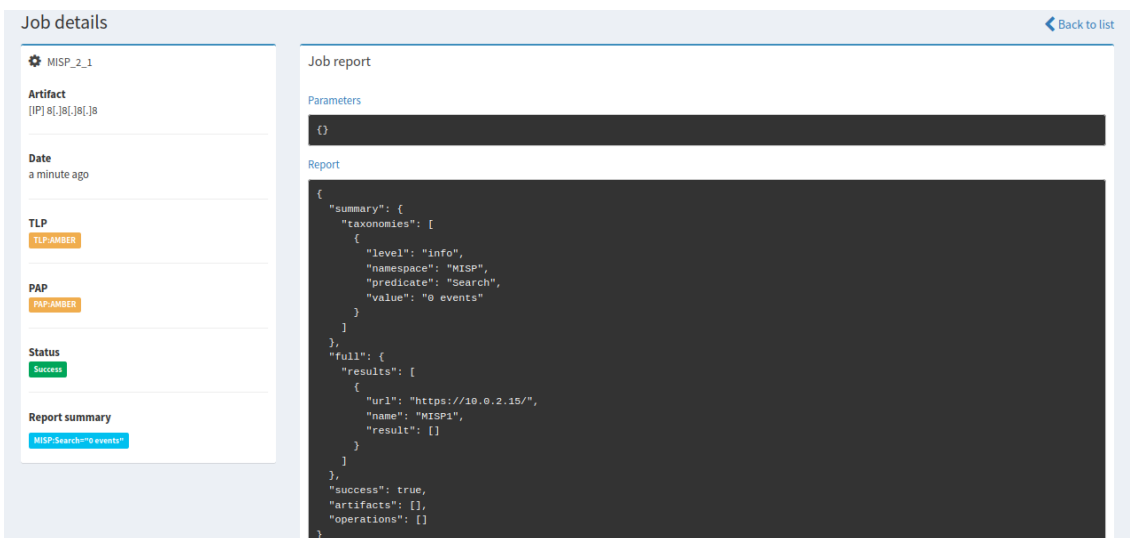 Job details
Back to list
MISP_2_1
Artifact
[IP] 8[.]8[.]8[.]8
Date
a minute ago
TLP
TLP:AMBER
PAP
PAP:AMBER
Status
Success
Report summary
MISP:Search="0 events"
Job report
Parameters
{}
Report
{
  "summary": {
    "taxonomies": [
      {
        "level": "info",
        "namespace": "MISP",
        "predicate": "Search",
        "value": "0 events"
      }
    ]
  },
  "full": {
    "results": [
      {
        "url": "https://10.0.2.15/",
        "name": "MISP1",
        "result": []
      }
    ]
  },
  "success": true,
  "artifacts": [],
  "operations": []
}